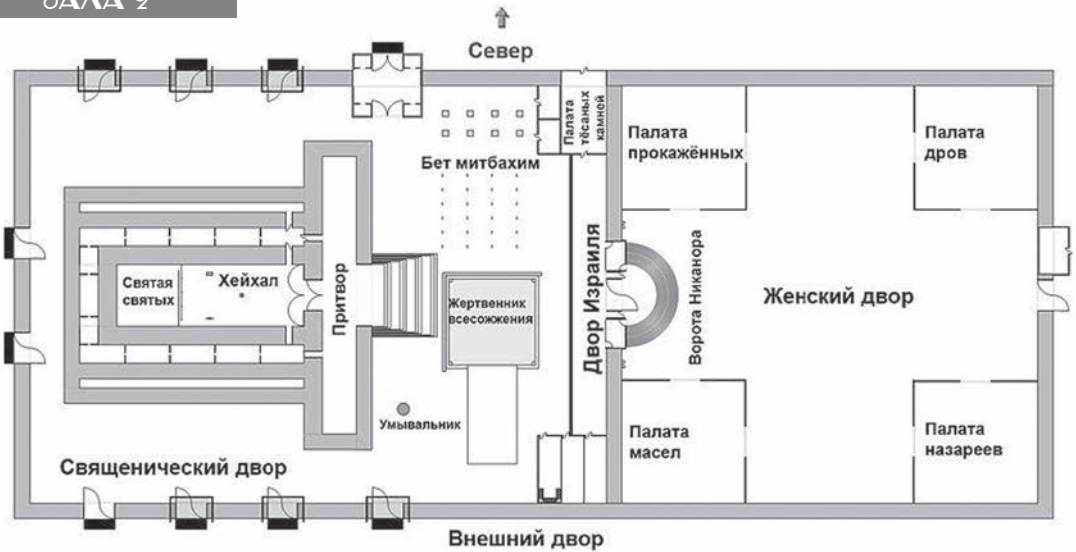 Север
Палата
тёсаных
камней
Палата
прокажённых
Палата
дров
Бет митбахим
Святая
святых
Хейхал
Притвор
Жертвенник
всесожжения
Двор Израиля
Ворота Никанора
Женский двор
Умывальник
Палата
масел
Палата
назареев
Священический двор
Внешний двор